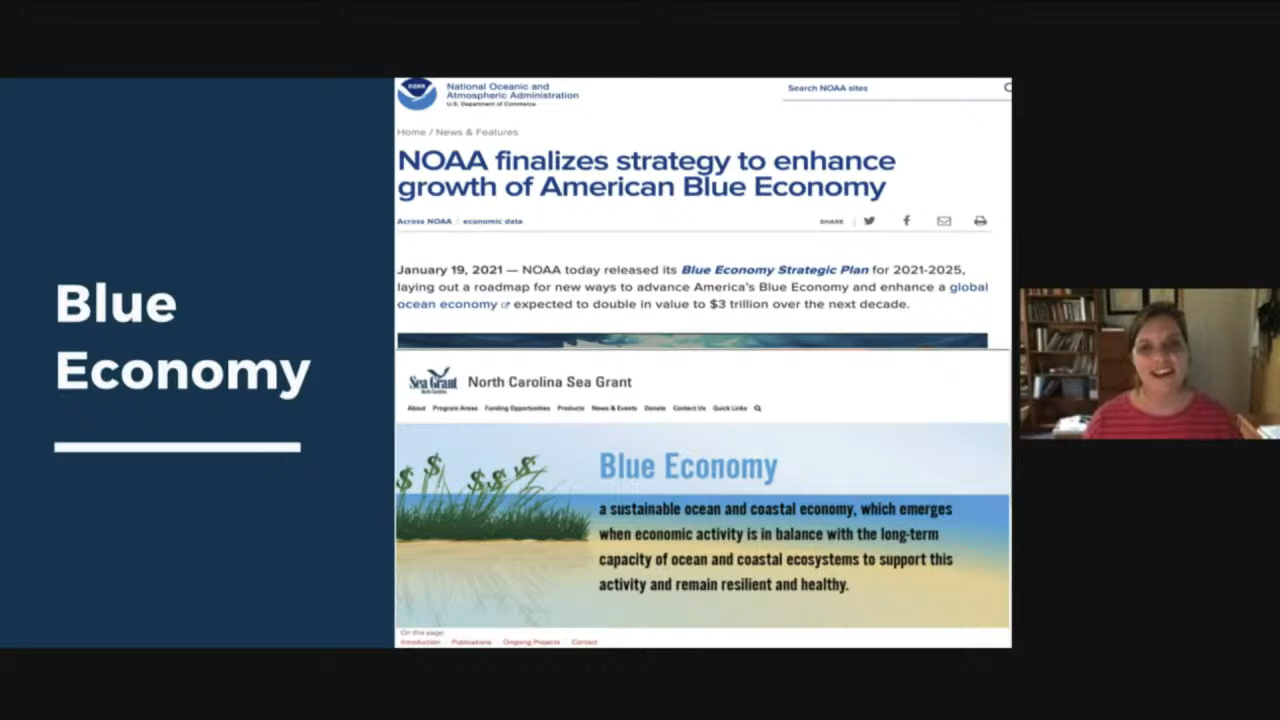 Blue
Economy
NOAA
National Oceanic and
Atmospheric Administration
U.S. Department of Commerce
Search NOAA sites
Home / News & Features
NOAA finalizes strategy to enhance
growth of American Blue Economy
Across NOAA | economic data
SHARE
January 19, 2021 — NOAA today released its Blue Economy Strategic Plan for 2021-2025,
laying out a roadmap for new ways to advance America's Blue Economy and enhance a global
ocean economy expected to double in value to $3 trillion over the next decade.
Sea Grant
North Carolina
North Carolina Sea Grant
About Program Areas Funding Opportunities Products News & Events Donate Contact Us Quick Links
$ $ $ $ $
Blue Economy
a sustainable ocean and coastal economy, which emerges
when economic activity is in balance with the long-term
capacity of ocean and coastal ecosystems to support this
activity and remain resilient and healthy.
On this page:
Introduction Publications Ongoing Projects Contact